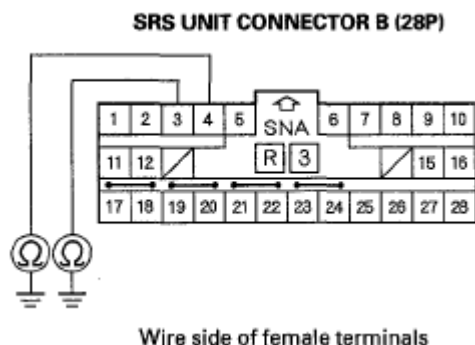 SRS UNIT CONNECTOR B (28P)
1 2 3 4 5 6 7 8 9 10
SNA
11 12 R 3 15 16
17 18 19 20 21 22 23 24 25 26 27 28
Ω Ω
Wire side of female terminals